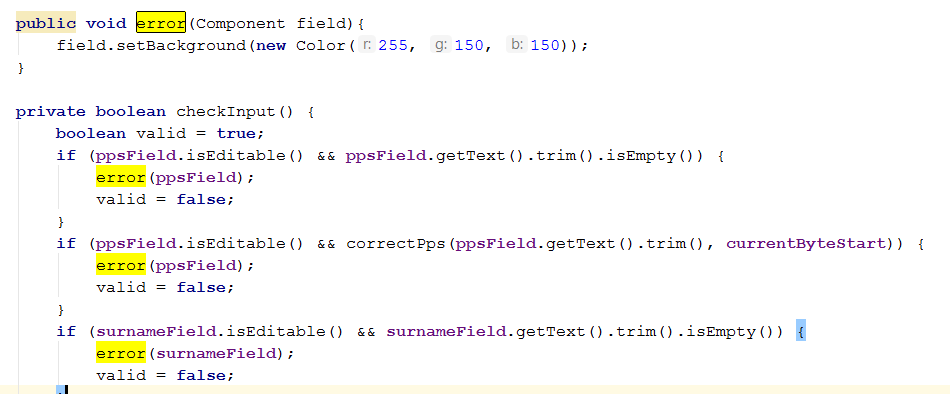 public void error(Component field){
field.setBackground(new Color( r: 255, g: 150, b: 150));
}
private boolean checkInput() {
boolean valid = true;
if (ppsField.isEditable() && ppsField.getText().trim().isEmpty()) {
error(ppsField);
valid = false;
}
if (ppsField.isEditable() && correctPps(ppsField.getText().trim(), currentByteStart)) {
error(ppsField);
valid = false;
}
if (surnameField.isEditable() && surnameField.getText().trim().isEmpty()) {
error(surnameField);
valid = false;